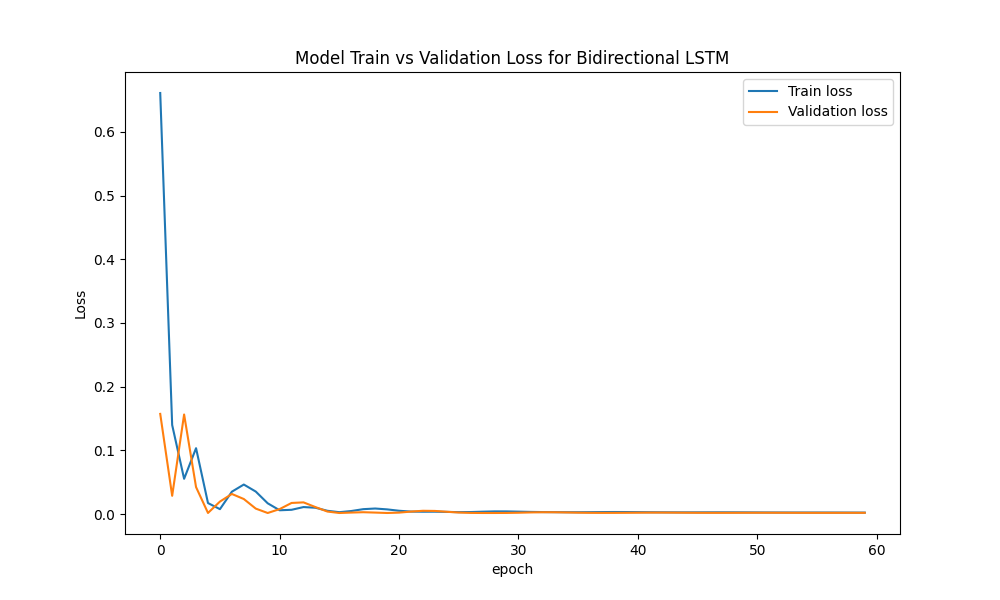 Model Train vs Validation Loss for Bidirectional LSTM
Train loss
Validation loss
0.6
0.5
0.4
0.3
0.2
0.1
0.0
Loss
0 10 20 30 40 50 60
epoch